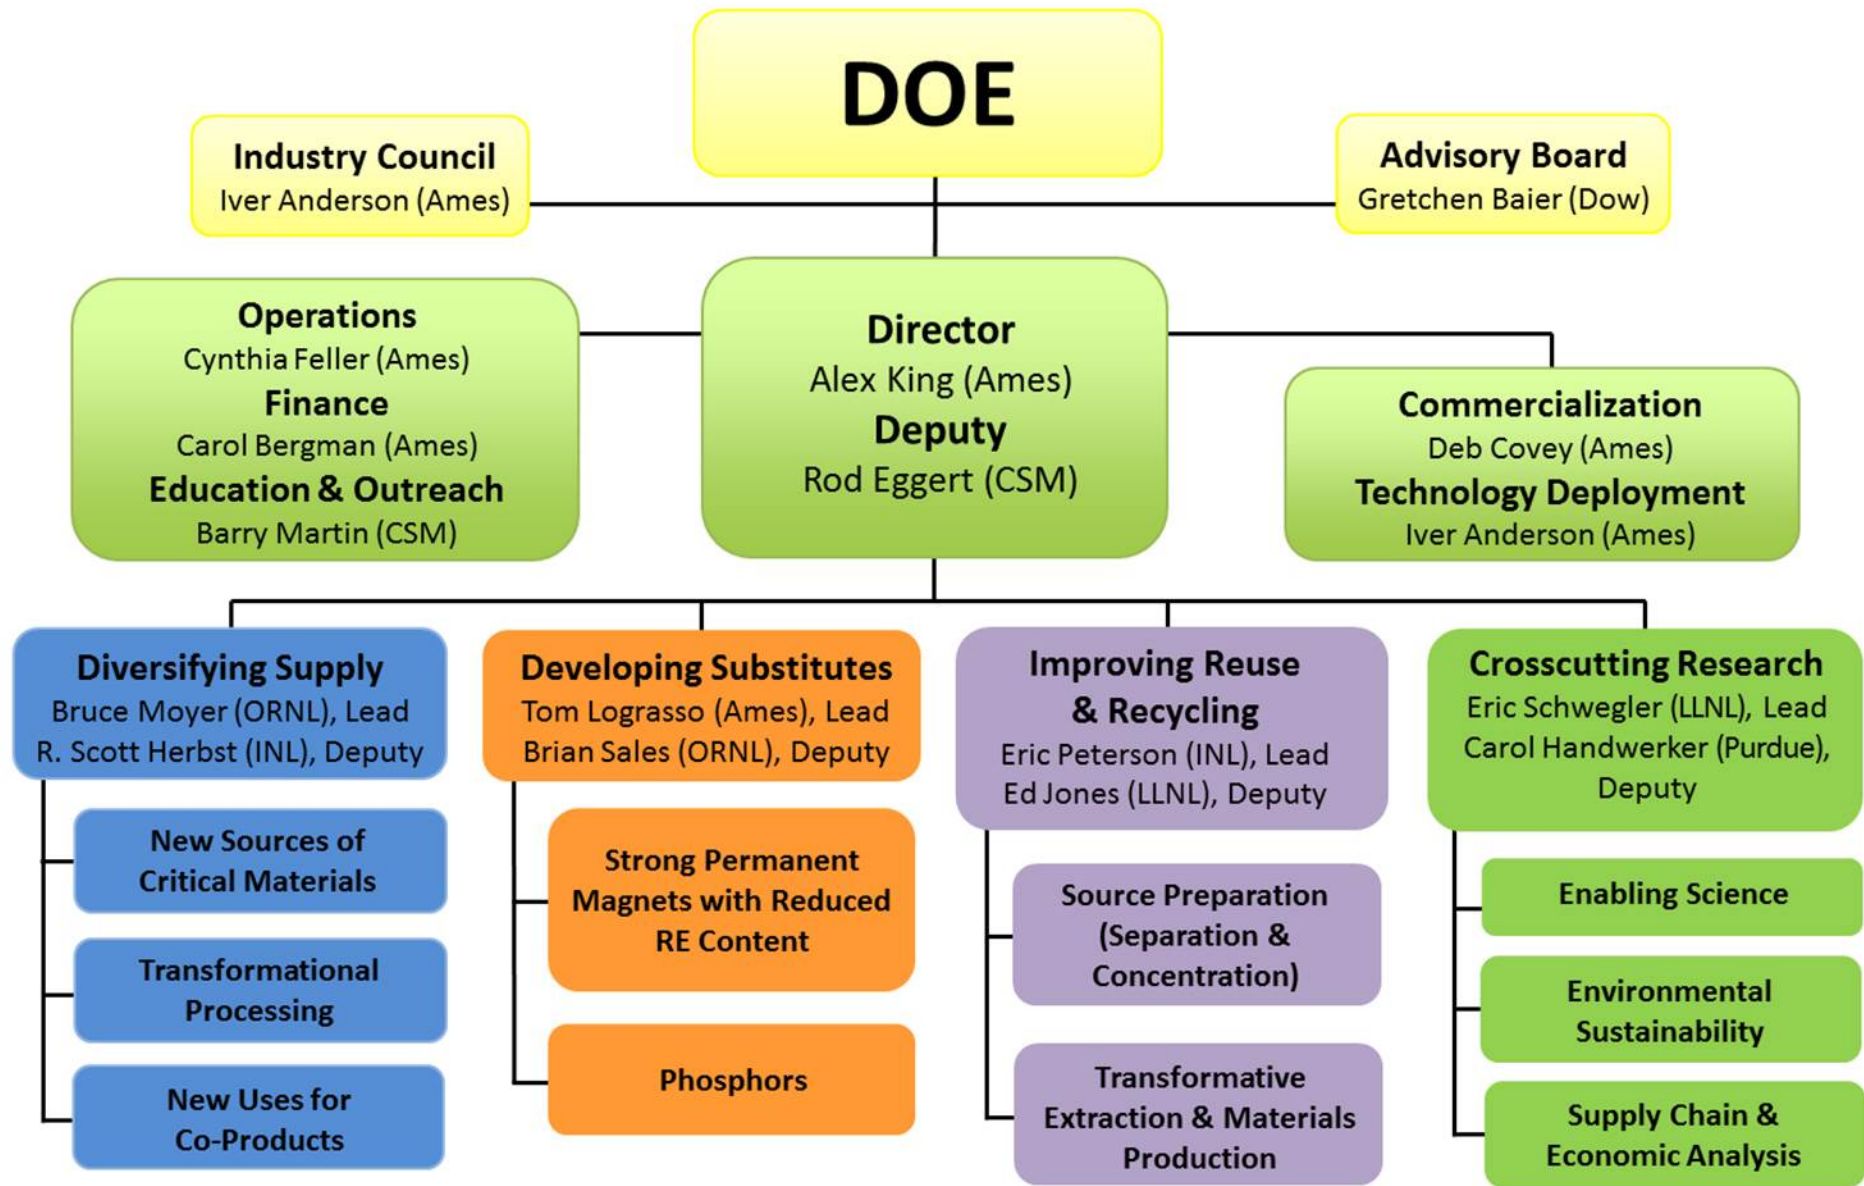 DOE
Industry Council
Iver Anderson (Ames)
Advisory Board
Gretchen Baier (Dow)
Operations
Cynthia Feller (Ames)
Finance
Carol Bergman (Ames)
Education & Outreach
Barry Martin (CSM)
Director
Alex King (Ames)
Deputy
Rod Eggert (CSM)
Commercialization
Deb Covey (Ames)
Technology Deployment
Iver Anderson (Ames)
Diversifying Supply
Bruce Moyer (ORNL), Lead
R. Scott Herbst (INL), Deputy
New Sources of
Critical Materials
Transformational
Processing
New Uses for
Co-Products
Developing Substitutes
Tom Lograsso (Ames), Lead
Brian Sales (ORNL), Deputy
Strong Permanent
Magnets with Reduced
RE Content
Phosphors
Improving Reuse
& Recycling
Eric Peterson (INL), Lead
Ed Jones (LLNL), Deputy
Source Preparation
(Separation &
Concentration)
Transformative
Extraction & Materials
Production
Crosscutting Research
Eric Schwegler (LLNL), Lead
Carol Handwerker (Purdue),
Deputy
Enabling Science
Environmental
Sustainability
Supply Chain &
Economic Analysis